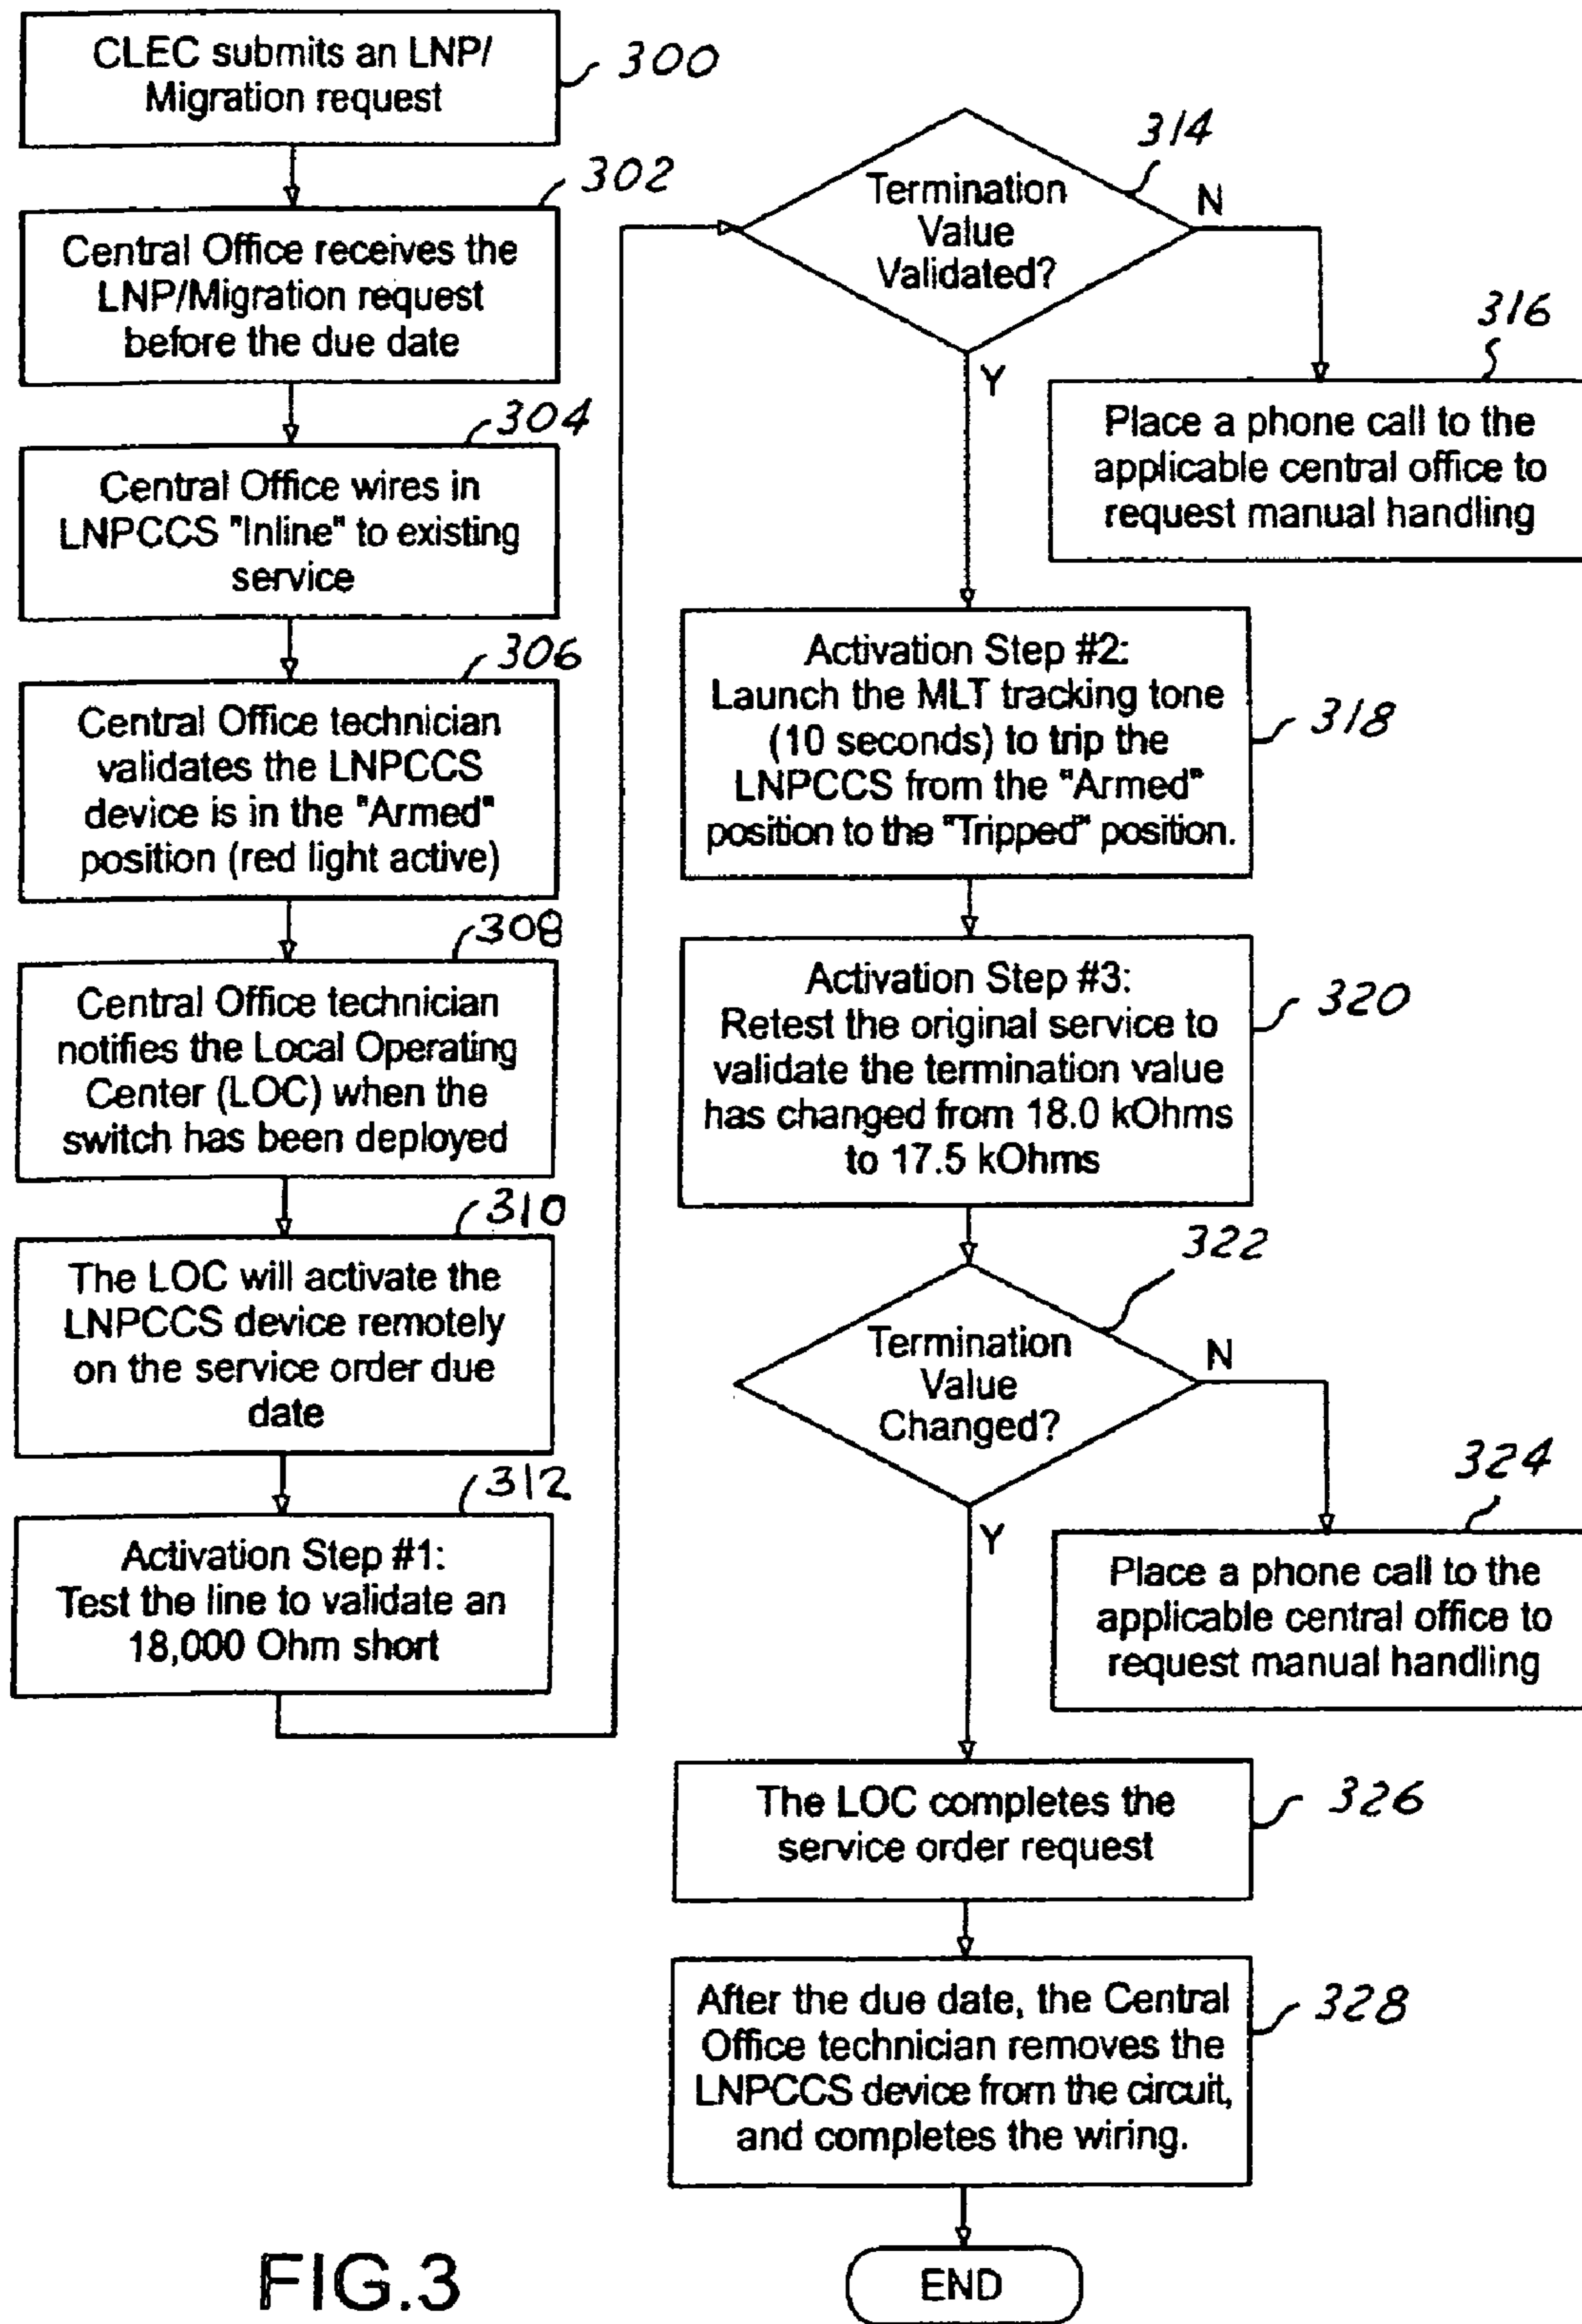 CLEC submits an LNP/
Migration request
300
Central Office receives the
LNP/Migration request
before the due date
302
Central Office wires in
LNPCCS "Inline" to existing
service
304
Central Office technician
validates the LNPCCS
device is in the "Armed"
position (red light active)
306
Central Office technician
notifies the Local Operating
Center (LOC) when the
switch has been deployed
308
The LOC will activate the
LNPCCS device remotely
on the service order due
date
310
Activation Step #1:
Test the line to validate an
18,000 Ohm short
312
Termination
Value
Validated?
314
N
Y
Place a phone call to the
applicable central office to
request manual handling
316
Activation Step #2:
Launch the MLT tracking tone
(10 seconds) to trip the
LNPCCS from the "Armed"
position to the "Tripped" position.
318
Activation Step #3:
Retest the original service to
validate the termination value
has changed from 18.0 kOhms
to 17.5 kOhms
320
Termination
Value
Changed?
322
N
Y
Place a phone call to the
applicable central office to
request manual handling
324
The LOC completes the
service order request
326
After the due date, the Central
Office technician removes the
LNPCCS device from the circuit,
and completes the wiring.
328
END
FIG.3